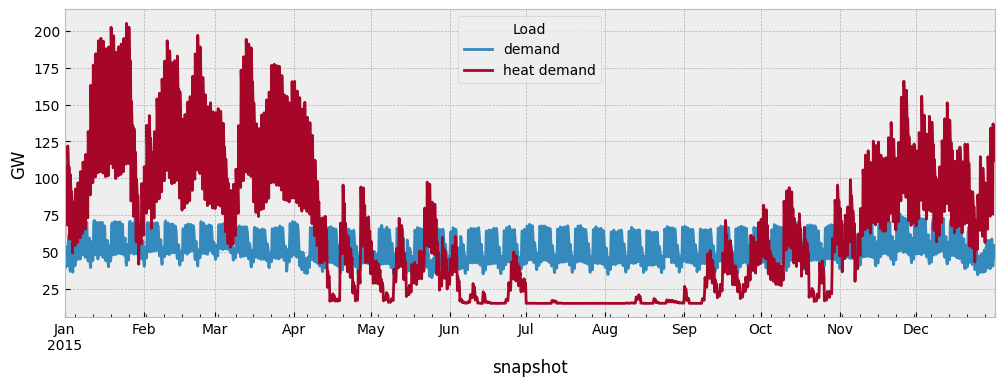 Load
demand
heat demand
GW
200
175
150
125
100
75
50
25
Jan
2015
Feb
Mar
Apr
May
Jun
Jul
Aug
Sep
Oct
Nov
Dec
snapshot